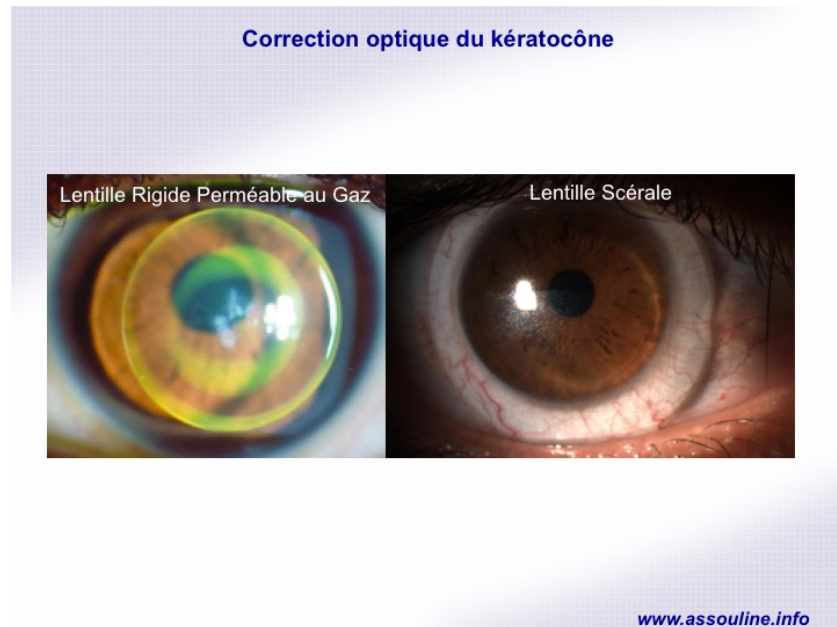 Correction optique du kératocône
Lentille Rigide Perméable au Gaz
Lentille Scérale
www.assouline.info